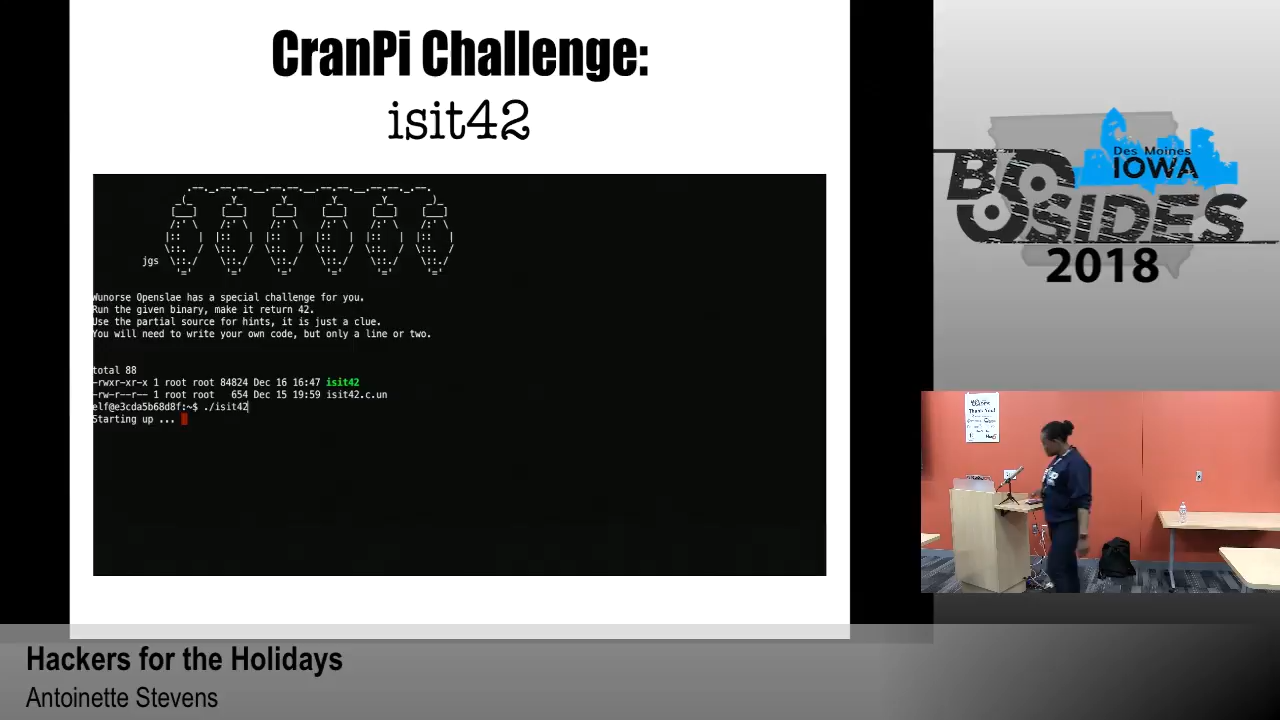 CranPi Challenge:
isit42
jgs
Wunorse Openslae has a special challenge for you.
Run the given binary, make it return 42.
Use the partial source for hints, it is just a clue.
You will need to write your own code, but only a line or two.
total 88
-rwxr-xr-x 1 root root 84824 Dec 16 16:47 isit42
-rw-r--r-- 1 root root   654 Dec 15 19:59 isit42.c.un
elf@e3cda5b68d8f:~$ ./isit42
Starting up ...
Des Moines
IOWA
BSIDES
2018
Thank You!
Hackers for the Holidays
Antoinette Stevens